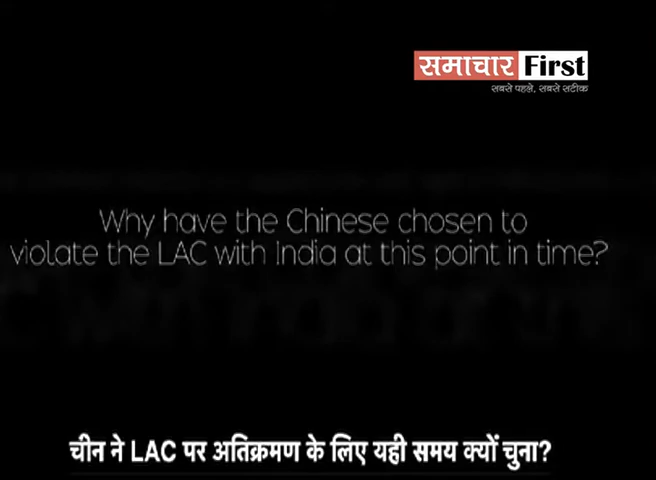 समाचार First
सबसे पहले, सबसे सटीक
Why have the Chinese chosen to
violate the LAC with India at this point in time?
चीन ने LAC पर अतिक्रमण के लिए यही समय क्यों चुना?